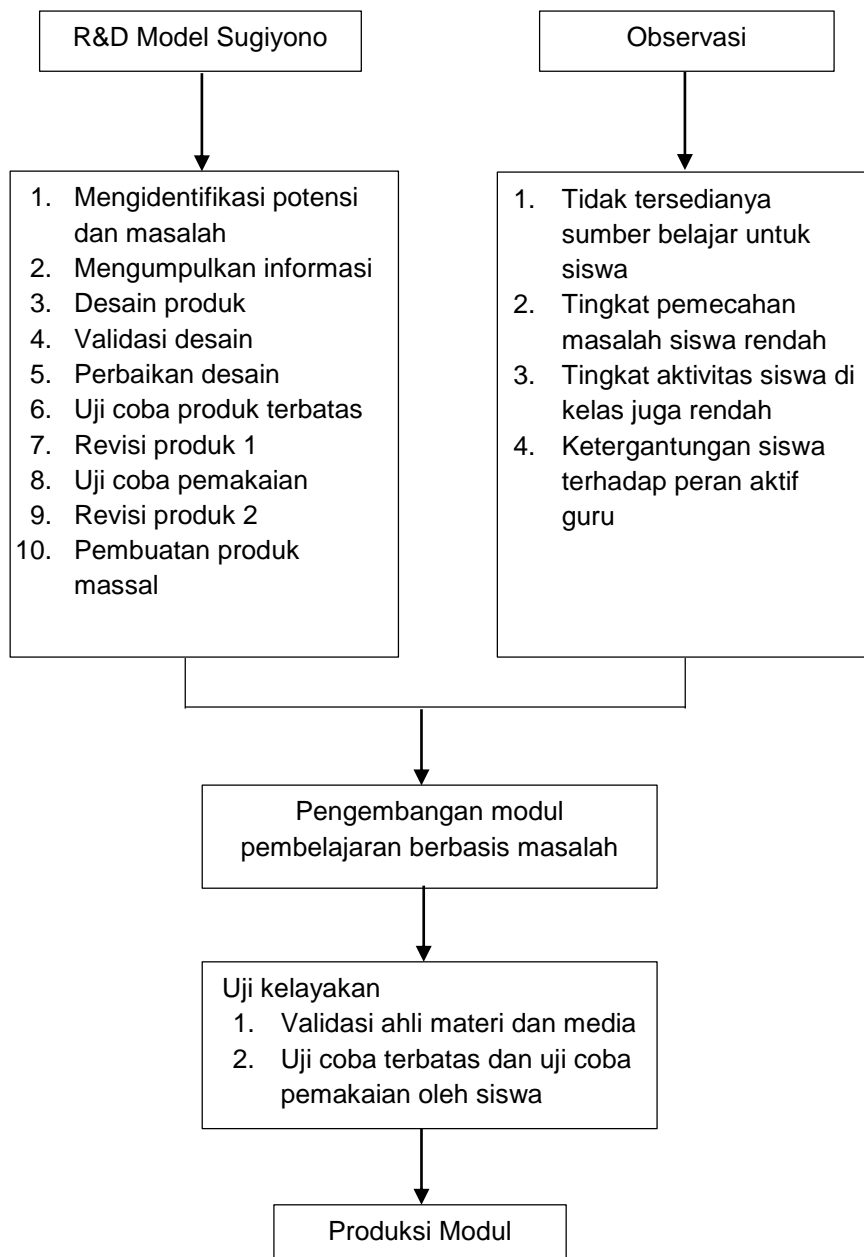 R&D Model Sugiyono
Observasi
1. Mengidentifikasi potensi
dan masalah
2. Mengumpulkan informasi
3. Desain produk
4. Validasi desain
5. Perbaikan desain
6. Uji coba produk terbatas
7. Revisi produk 1
8. Uji coba pemakaian
9. Revisi produk 2
10. Pembuatan produk
massal
1. Tidak tersedianya
sumber belajar untuk
siswa
2. Tingkat pemecahan
masalah siswa rendah
3. Tingkat aktivitas siswa di
kelas juga rendah
4. Ketergantungan siswa
terhadap peran aktif
guru
Pengembangan modul
pembelajaran berbasis masalah
Uji kelayakan
1. Validasi ahli materi dan media
2. Uji coba terbatas dan uji coba
pemakaian oleh siswa
Produksi Modul